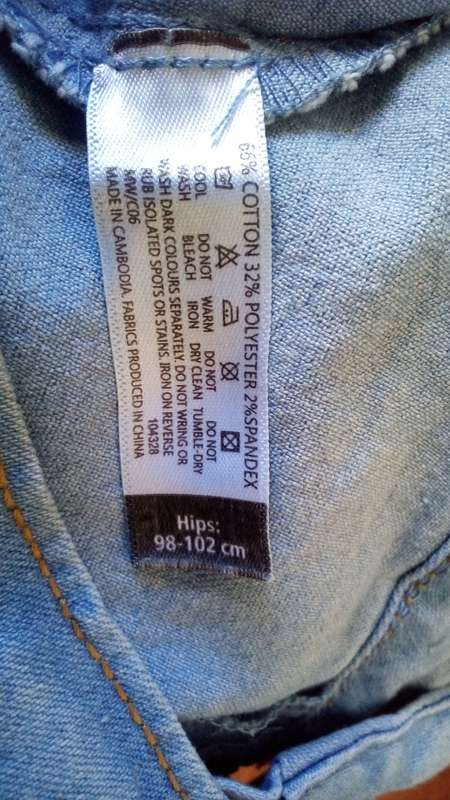 66% COTTON 32% POLYESTER 2%SPANDEX
COOL DO NOT WARM DO NOT DO NOT
WASH BLEACH IRON DRY CLEAN TUMBLE-DRY
WASH DARK COLOURS SEPARATELY. DO NOT WRING OR
RUB ISOLATED SPOTS OR STAINS. IRON ON REVERSE
MW/C06 104328
MADE IN CAMBODIA. FABRICS PRODUCED IN CHINA
Hips:
98-102 cm